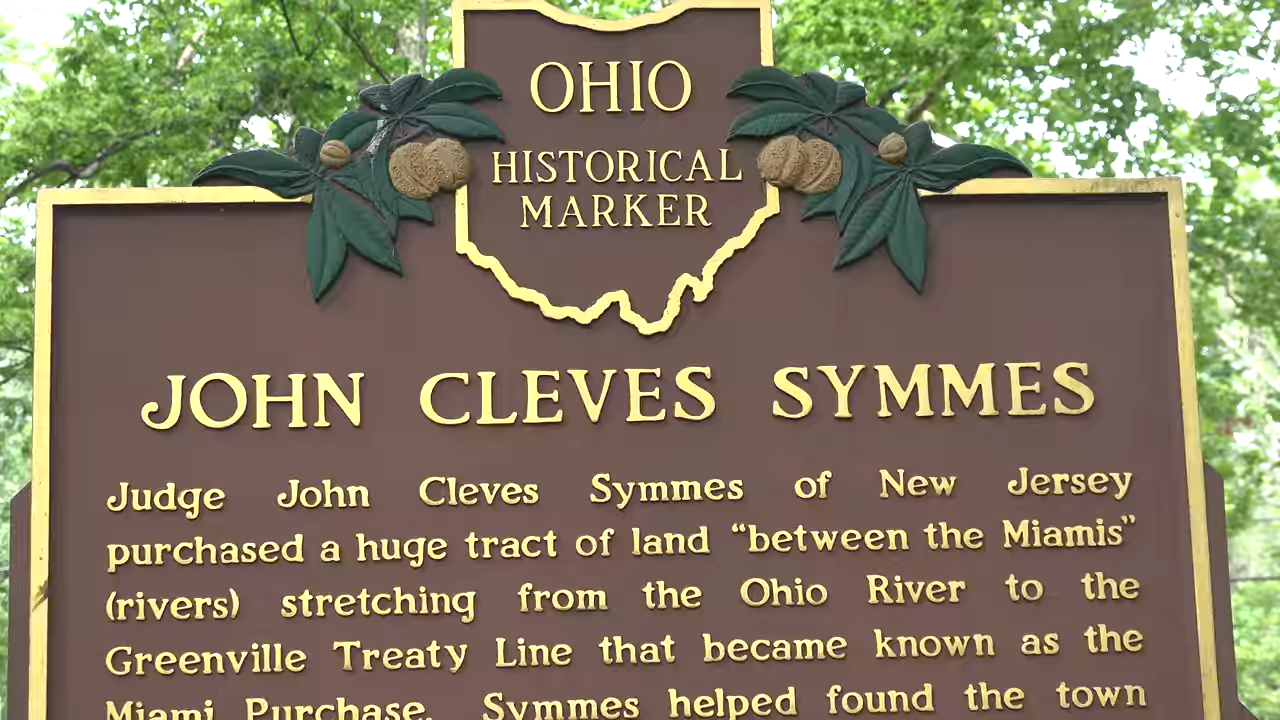 OHIO
HISTORICAL
MARKER
JOHN CLEVES SYMMES
Judge John Cleves Symmes of New Jersey
purchased a huge tract of land “between the Miamis”
(rivers) stretching from the Ohio River to the
Greenville Treaty Line that became known as the
Miami Purchase. Symmes helped found the town